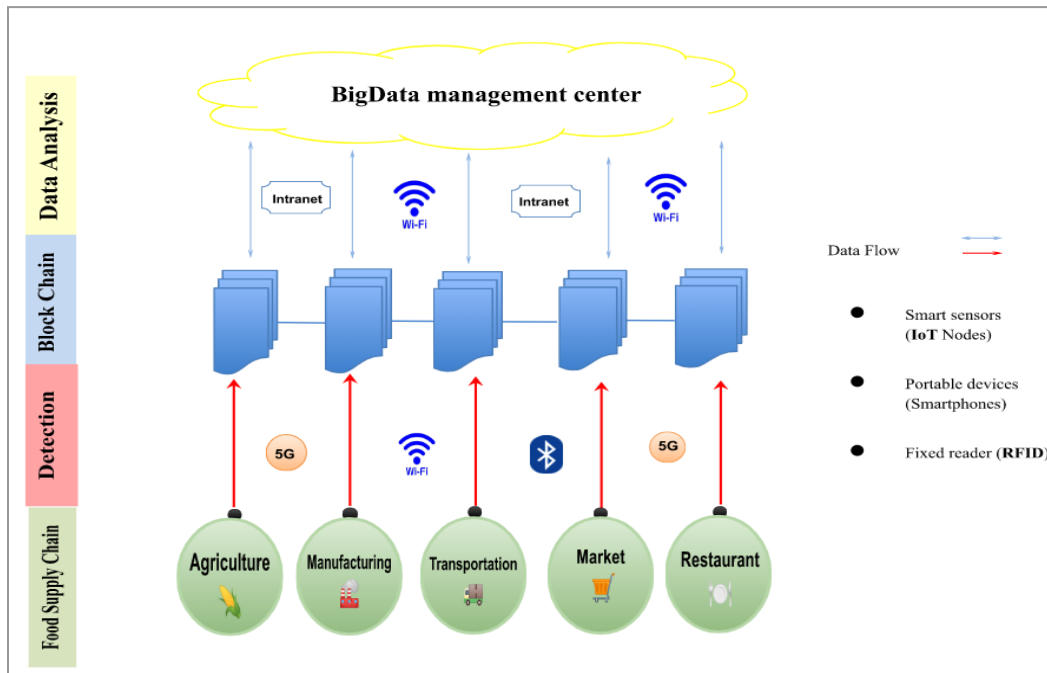 BigData management center
Data Analysis
Intranet
Wi-Fi
Intranet
Wi-Fi
Block Chain
Data Flow
Smart sensors
(IoT Nodes)
Portable devices
(Smartphones)
Fixed reader (RFID)
Detection
5G
Wi-Fi
5G
Food Supply Chain
Agriculture
Manufacturing
Transportation
Market
Restaurant